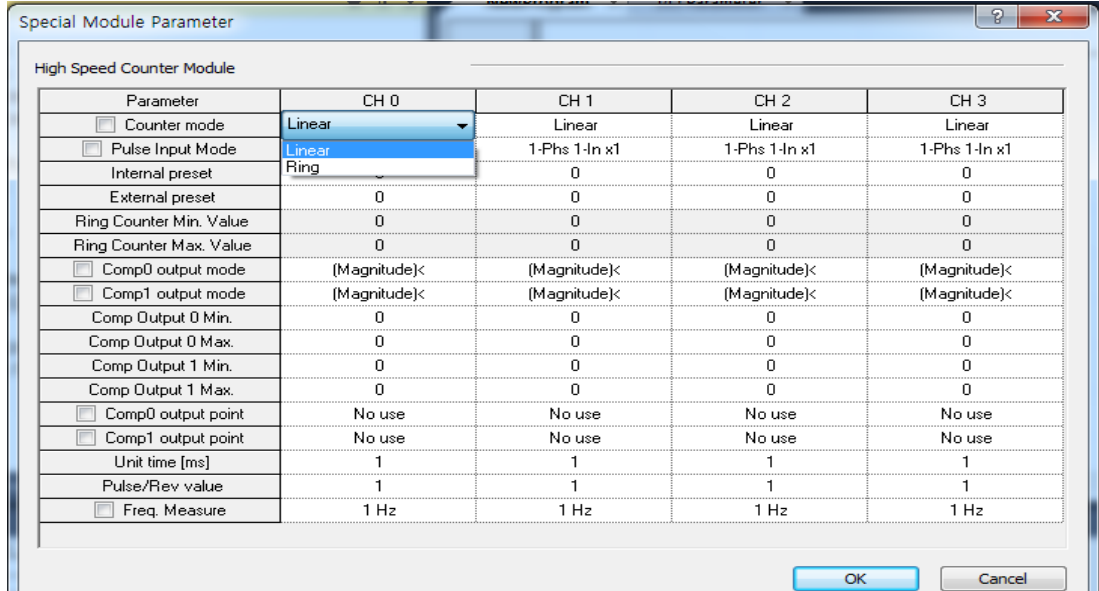 Special Module Parameter
High Speed Counter Module
Parameter CH 0 CH 1 CH 2 CH 3
Counter mode Linear Linear Linear Linear
Pulse Input Mode Linear 1-Phs 1-In x1 1-Phs 1-In x1 1-Phs 1-In x1
Ring
Internal preset 0 0 0
External preset 0 0 0 0
Ring Counter Min. Value 0 0 0 0
Ring Counter Max. Value 0 0 0 0
Comp0 output mode (Magnitude)< (Magnitude)< (Magnitude)< (Magnitude)<
Comp1 output mode (Magnitude)< (Magnitude)< (Magnitude)< (Magnitude)<
Comp Output 0 Min. 0 0 0 0
Comp Output 0 Max. 0 0 0 0
Comp Output 1 Min. 0 0 0 0
Comp Output 1 Max. 0 0 0 0
Comp0 output point No use No use No use No use
Comp1 output point No use No use No use No use
Unit time [ms] 1 1 1 1
Pulse/Rev value 1 1 1 1
Freq. Measure 1 Hz 1 Hz 1 Hz 1 Hz
OK Cancel